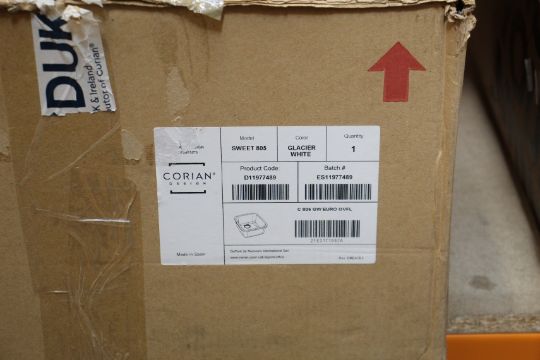 DUK
K & Ireland
utor of Corian®
Model
SWEET 805
Color
GLACIER
WHITE
Quantity
1
CORIAN®
DESIGN
Product Code
D11977489
Batch #
ES11977489
C 805 GW EURO OVFL
Made in Spain